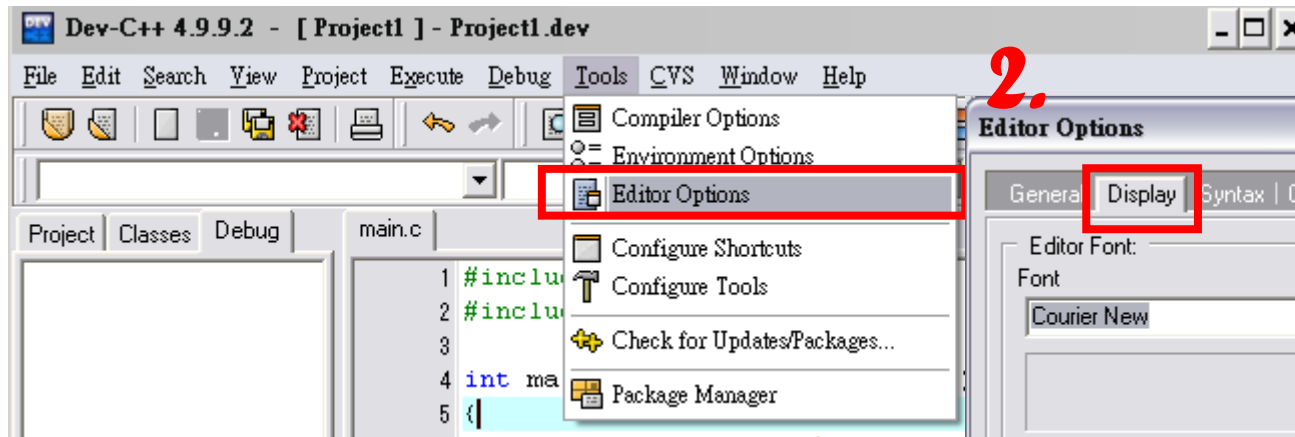 Dev-C++ 4.9.9.2 - [ Project1 ] - Project1.dev
File Edit Search View Project Execute Debug Tools CVS Window Help
2.
Compiler Options
Environment Options
Editor Options
Configure Shortcuts
Configure Tools
Check for Updates/Packages...
Package Manager
Project Classes Debug
main.c
1 #inclu
2 #inclu
3
4 int ma
5 {
Editor Options
General Display Syntax
Editor Font:
Font
Courier New